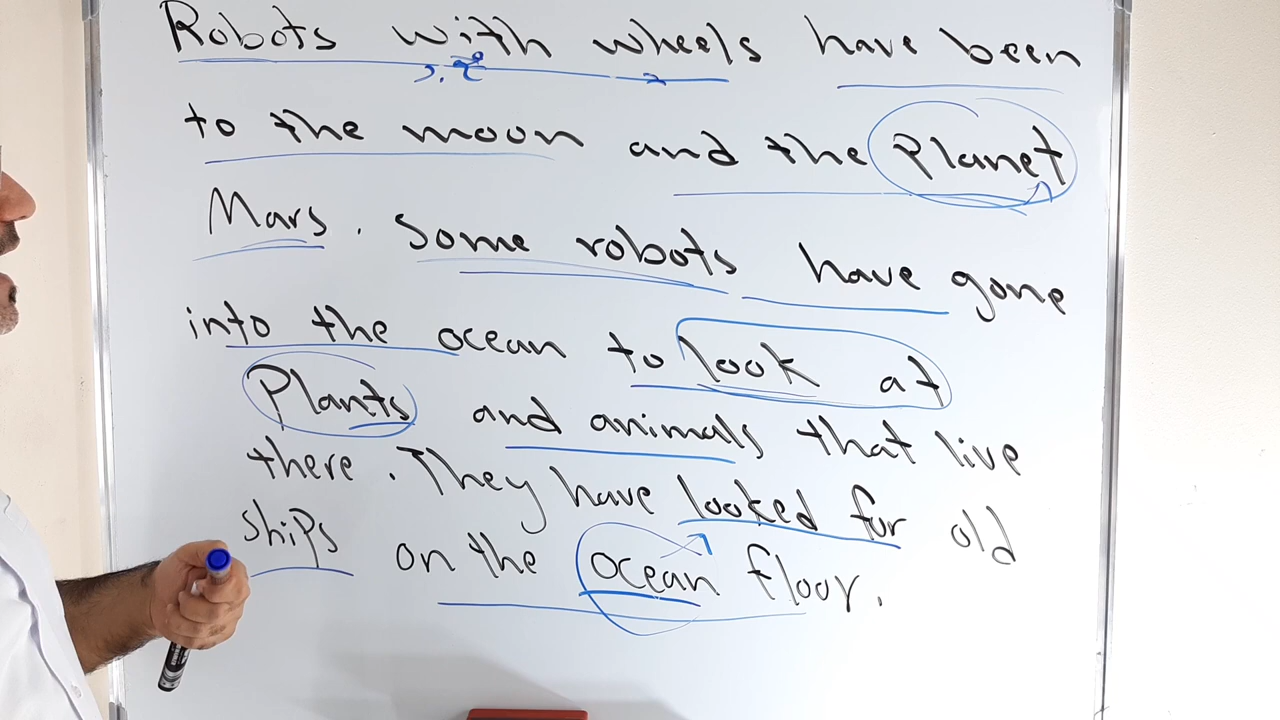 Robots with wheels have been
to the moon and the Planet
Mars. Some robots have gone
into the ocean to look at
Plants and animals that live
there. They have looked for old
ships on the ocean floor.